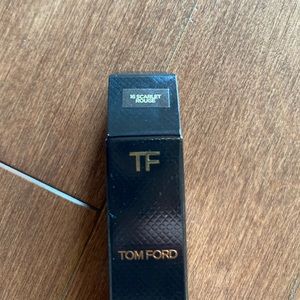 16 SCARLET
ROUGE
TF
TOM FORD